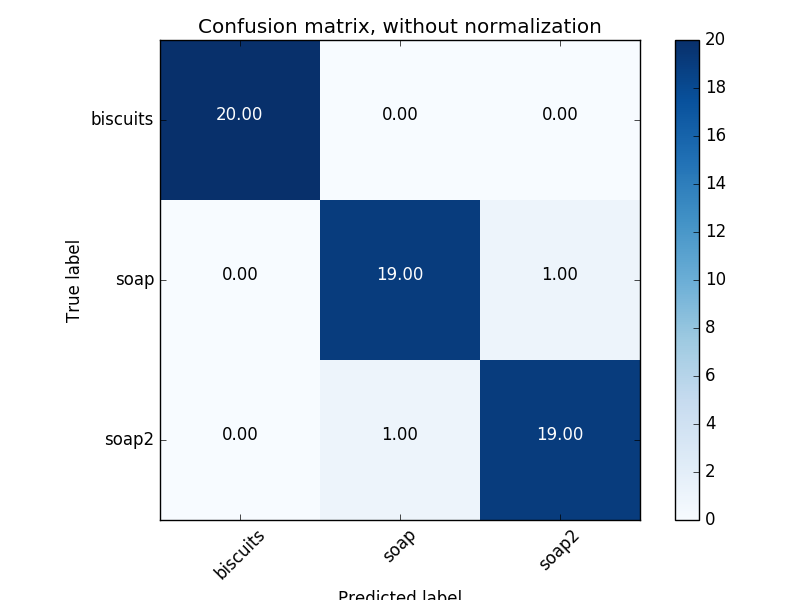 Confusion matrix, without normalization
True label
biscuits
20.00 0.00 0.00
soap
0.00 19.00 1.00
soap2
0.00 1.00 19.00
biscuits soap soap2
Predicted label
20
18
16
14
12
10
8
6
4
2
0